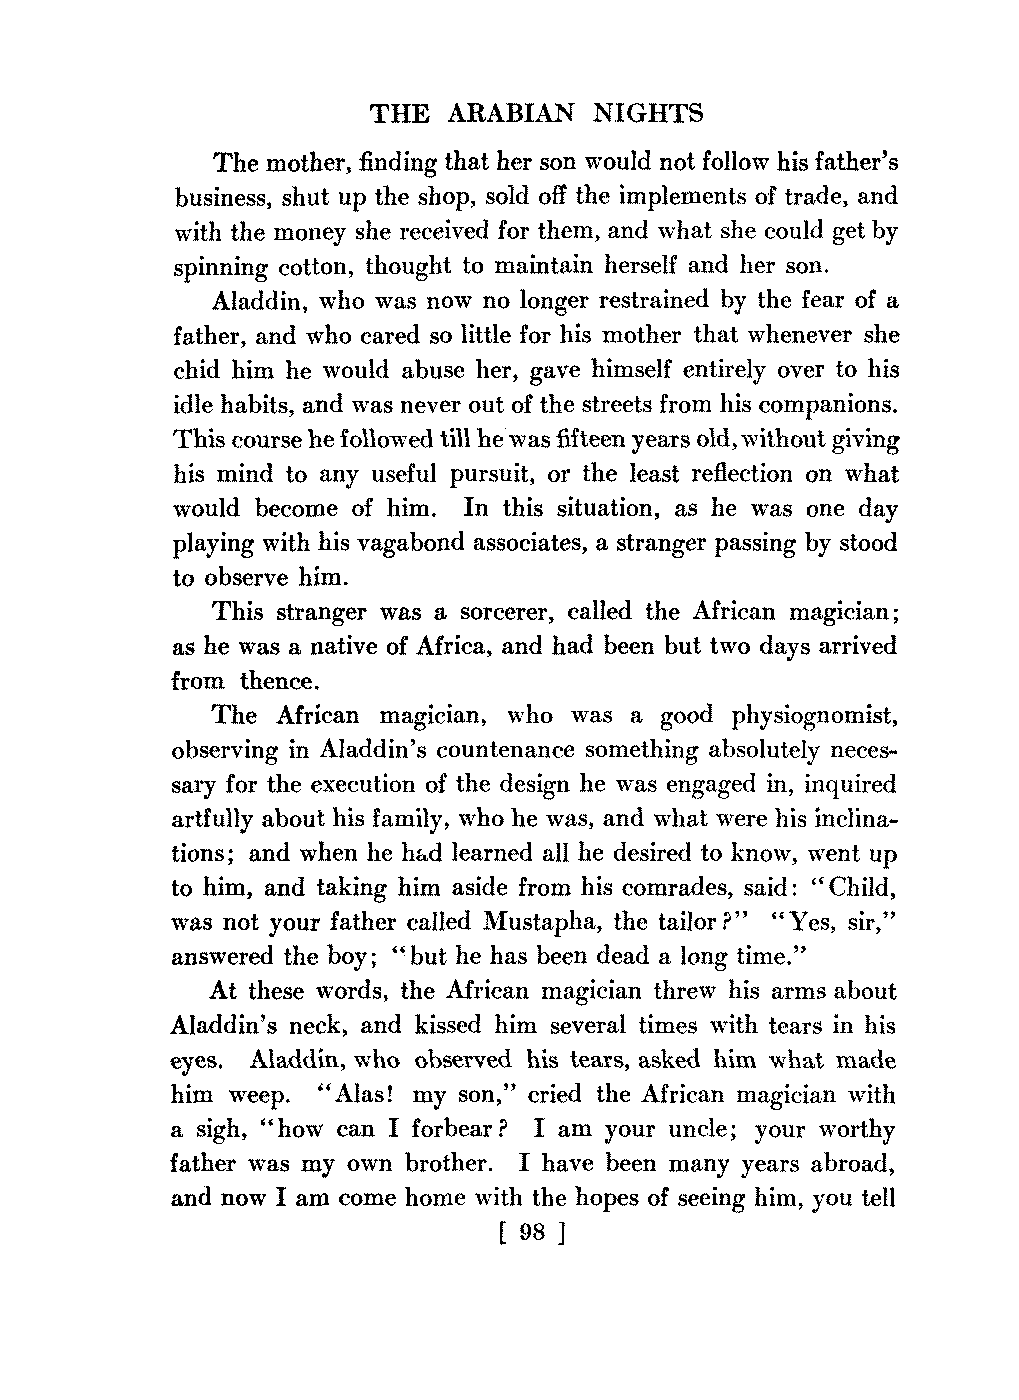 THE ARABIAN NIGHTS
The mother, finding that her son would not follow his father's
business, shut up the shop, sold off the implements of trade, and
with the money she received for them, and what she could get by
spinning cotton, thought to maintain herself and her son.
Aladdin, who was now no longer restrained by the fear of a
father, and who cared so little for his mother that whenever she
chid him he would abuse her, gave himself entirely over to his
idle habits, and was never out of the streets from his companions.
This course he followed till he was fifteen years old, without giving
his mind to any useful pursuit, or the least reflection on what
would become of him. In this situation, as he was one day
playing with his vagabond associates, a stranger passing by stood
to observe him.
This stranger was a sorcerer, called the African magician;
as he was a native of Africa, and had been but two days arrived
from thence.
The African magician, who was a good physiognomist,
observing in Aladdin's countenance something absolutely neces-
sary for the execution of the design he was engaged in, inquired
artfully about his family, who he was, and what were his inclina-
tions; and when he had learned all he desired to know, went up
to him, and taking him aside from his comrades, said: "Child,
was not your father called Mustapha, the tailor?" "Yes, sir,"
answered the boy; "but he has been dead a long time."
At these words, the African magician threw his arms about
Aladdin's neck, and kissed him several times with tears in his
eyes. Aladdin, who observed his tears, asked him what made
him weep. "Alas! my son," cried the African magician with
a sigh, "how can I forbear? I am your uncle; your worthy
father was my own brother. I have been many years abroad,
and now I am come home with the hopes of seeing him, you tell
[ 98 ]